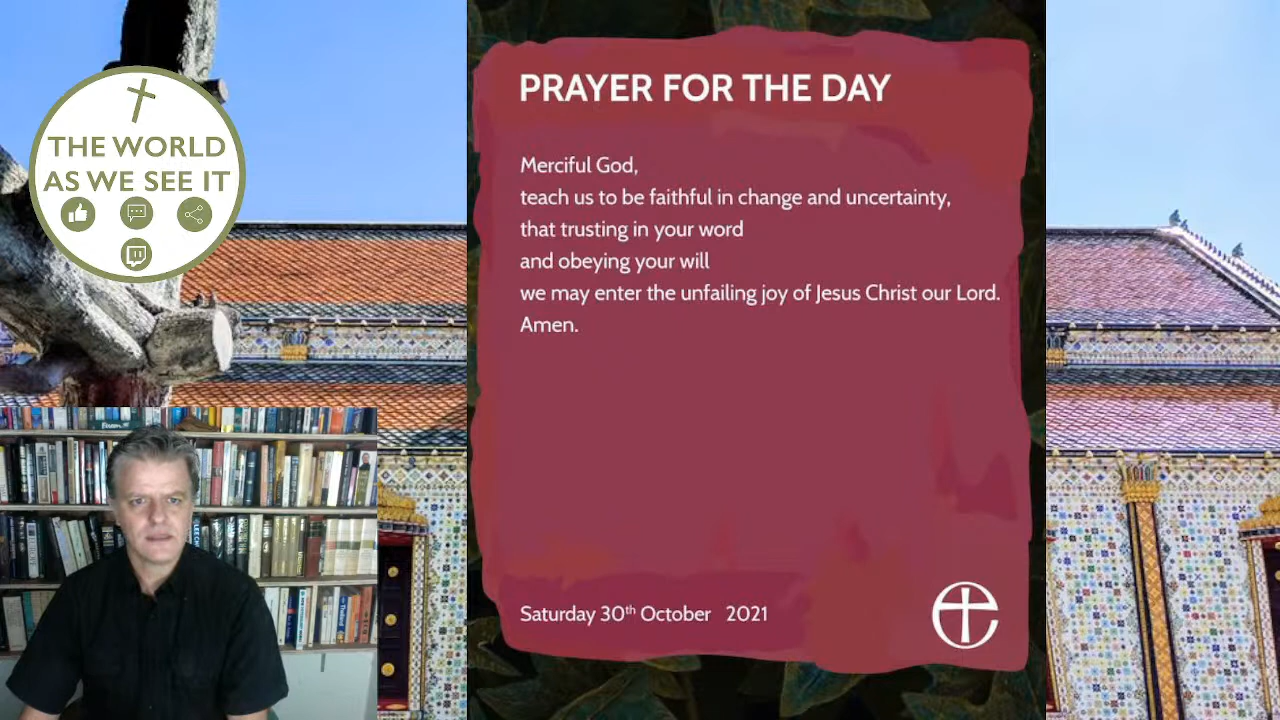 THE WORLD
AS WE SEE IT
PRAYER FOR THE DAY
Merciful God,
teach us to be faithful in change and uncertainty,
that trusting in your word
and obeying your will
we may enter the unfailing joy of Jesus Christ our Lord.
Amen.
Saturday 30th October 2021